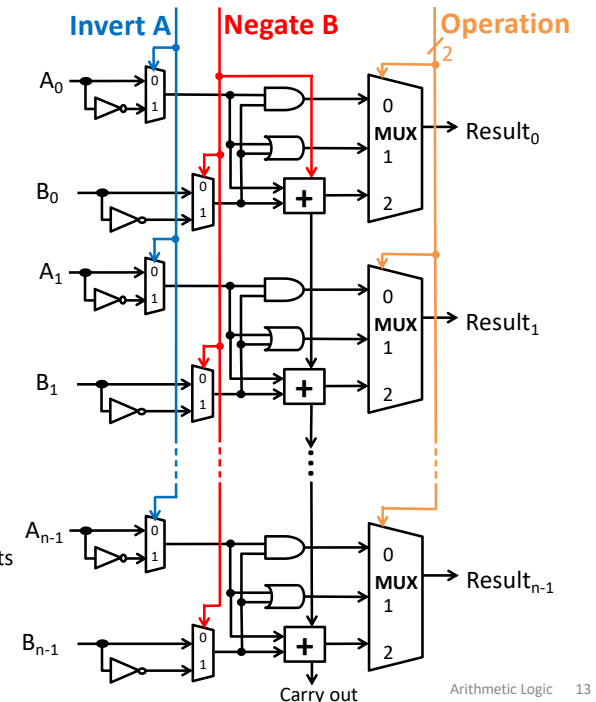 Invert A
Negate B
Operation
2
A0
0
1
0
MUX
1
2
Result0
B0
0
1
+
A1
0
1
0
MUX
1
2
Result1
B1
0
1
+
An-1
0
1
ts
0
MUX
1
2
Resultn-1
Bn-1
0
1
+
Carry out
Arithmetic Logic 13